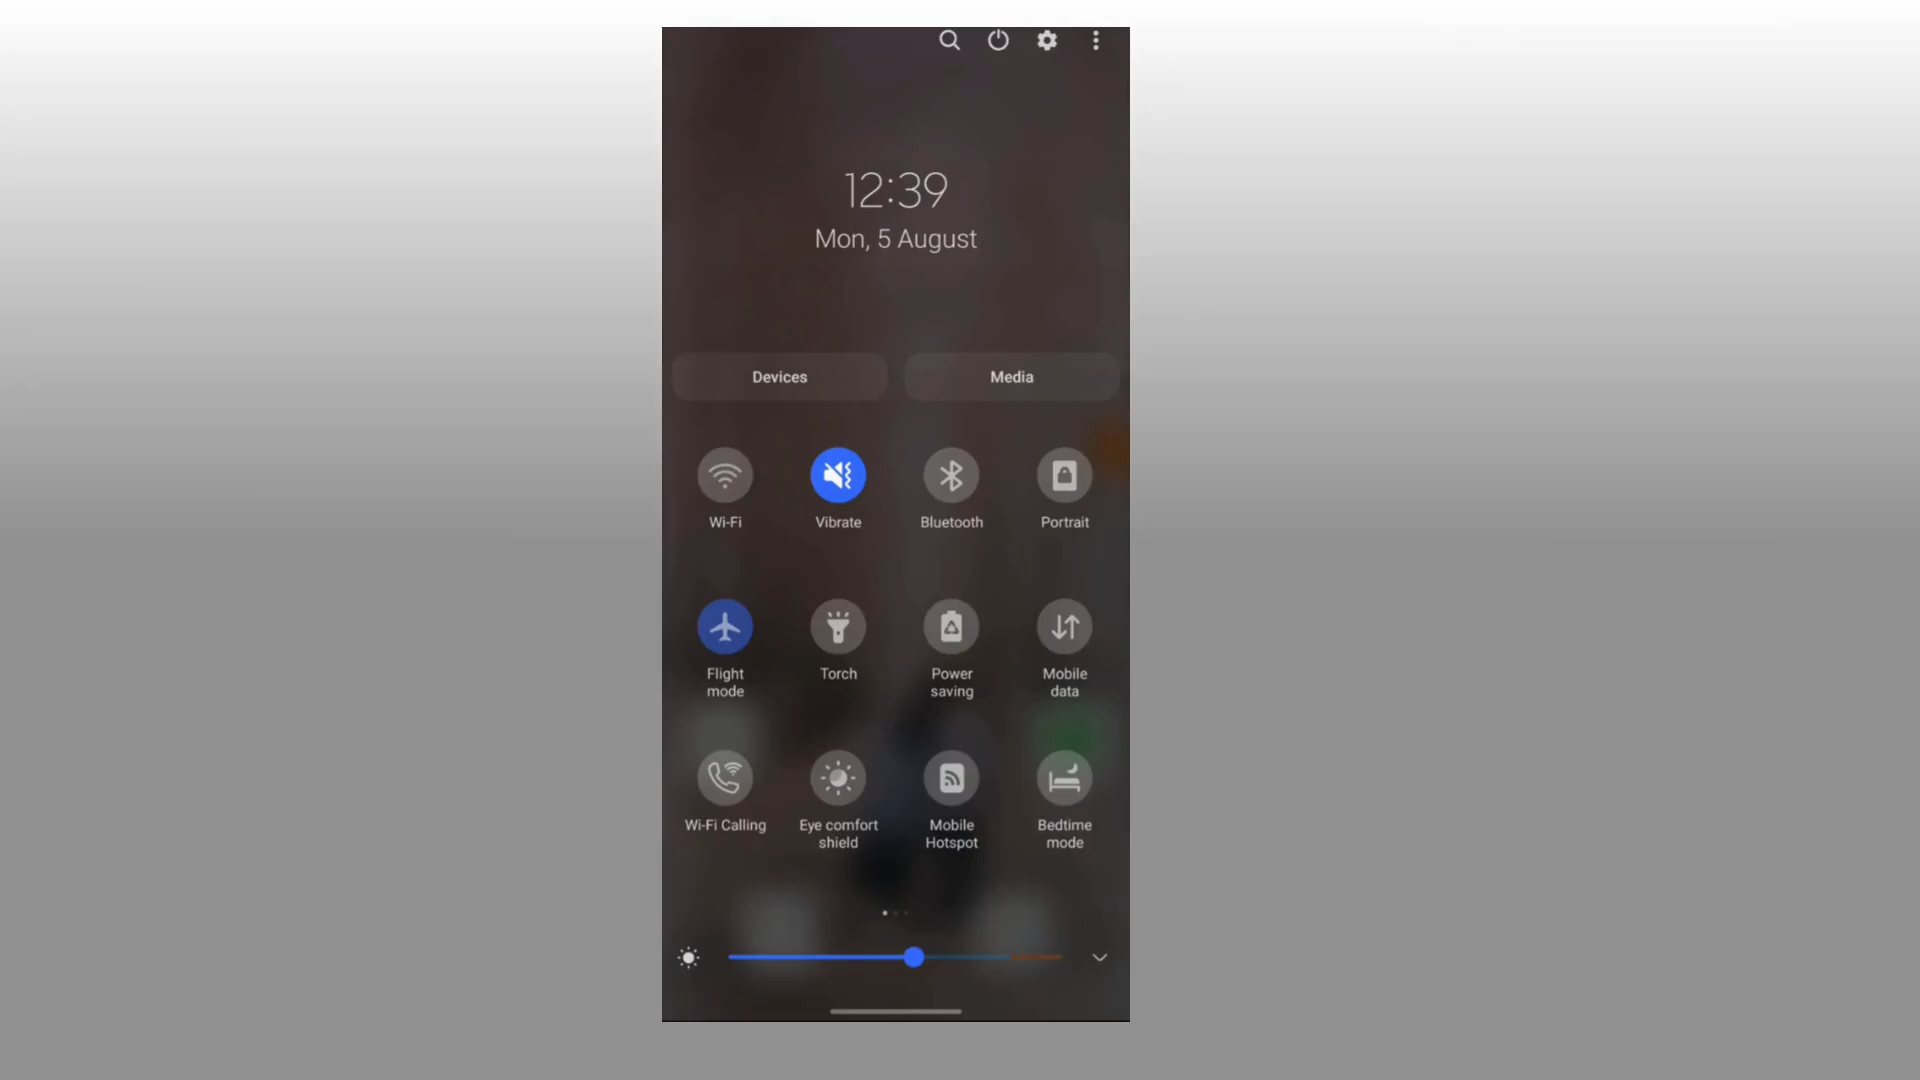 12:39
Mon, 5 August
Devices
Media
Wi-Fi
Vibrate
Bluetooth
Portrait
Flight
mode
Torch
Power
saving
Mobile
data
Wi-Fi Calling
Eye comfort
shield
Mobile
Hotspot
Bedtime
mode